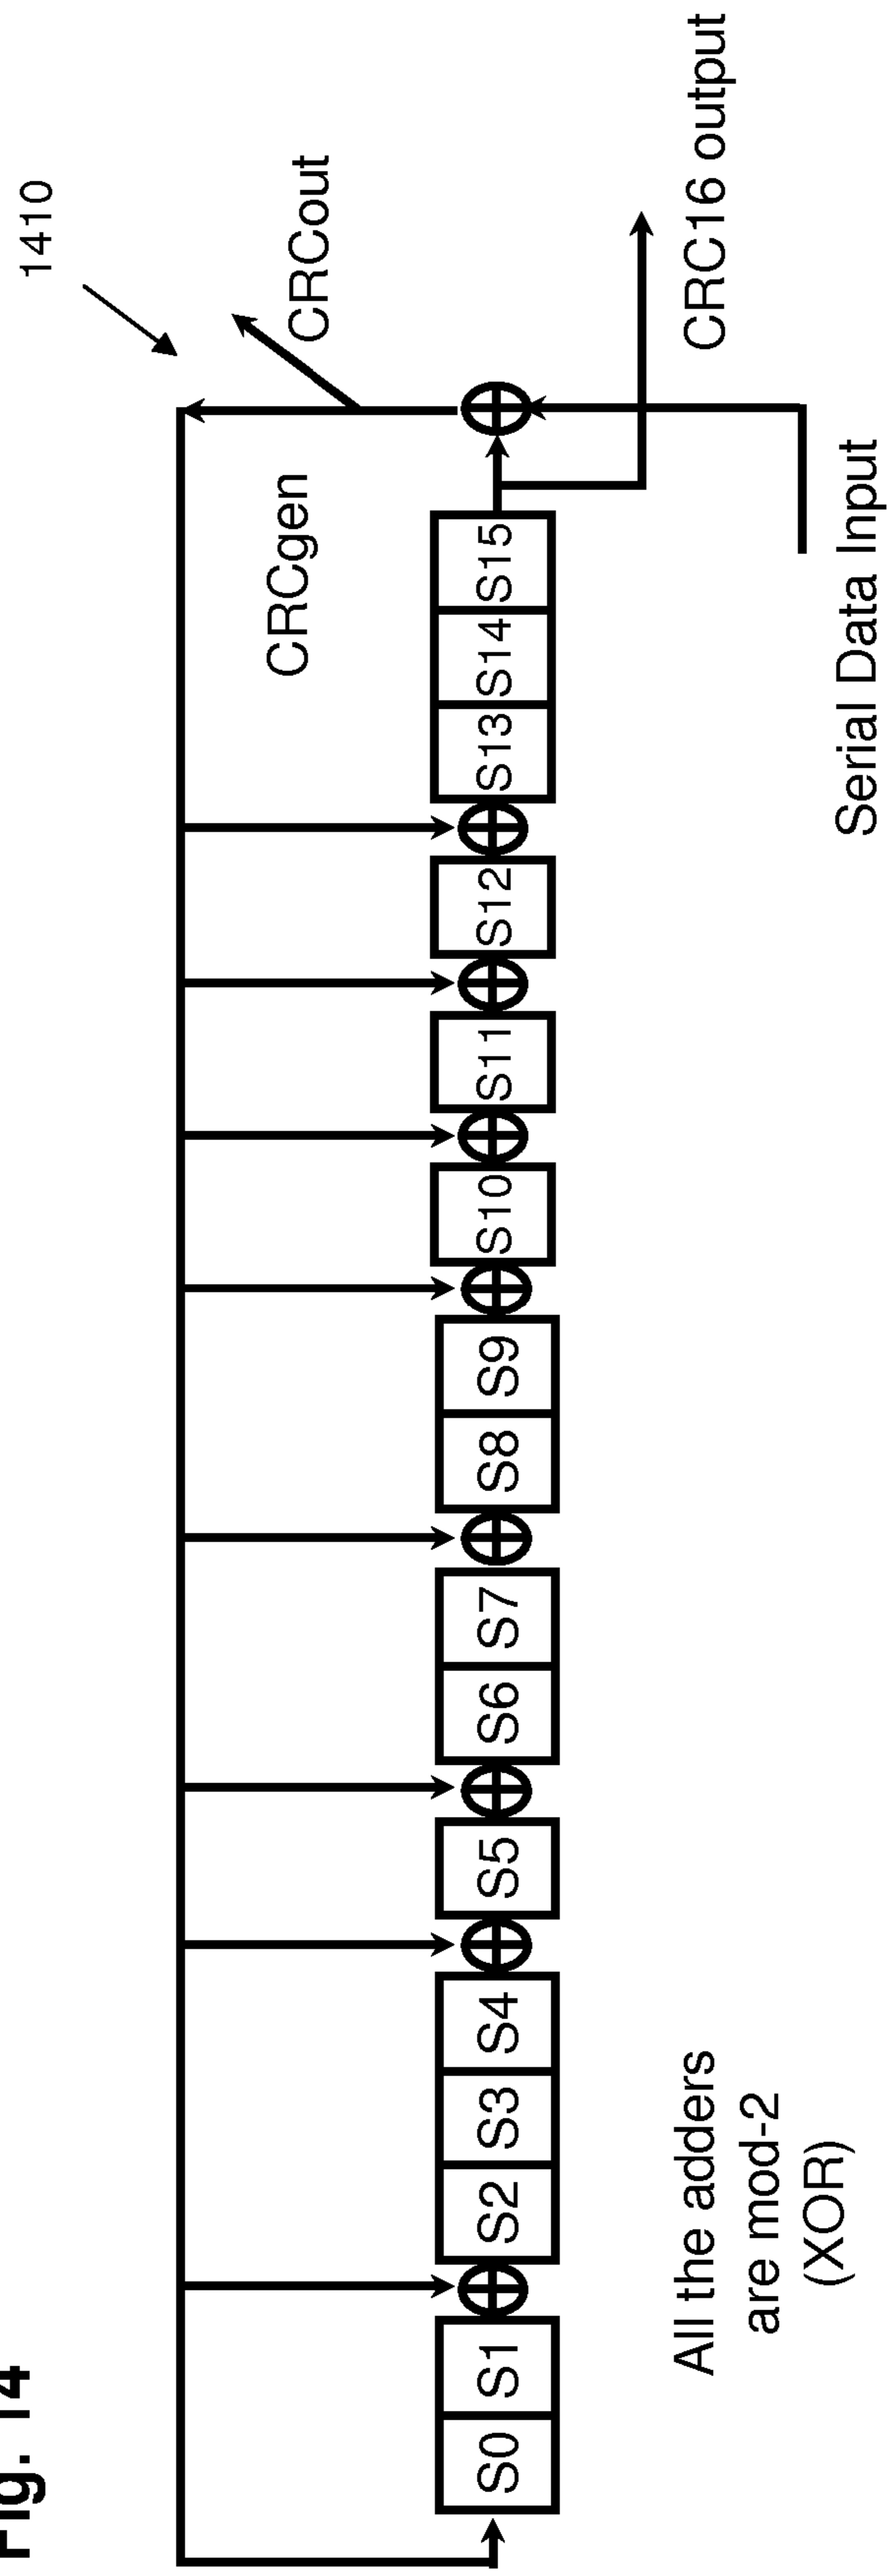 Fig. 14
1410
CRCout
CRCgen
S0 S1 S2 S3 S4 S5 S6 S7 S8 S9 S10 S11 S12 S13 S14 S15
CRC16 output
Serial Data Input
All the adders
are mod-2
(XOR)